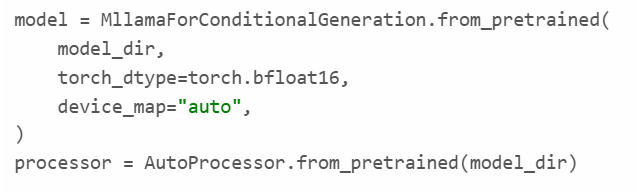 model = MllamaForConditionalGeneration.from_pretrained(
    model_dir,
    torch_dtype=torch.bfloat16,
    device_map="auto",
)
processor = AutoProcessor.from_pretrained(model_dir)